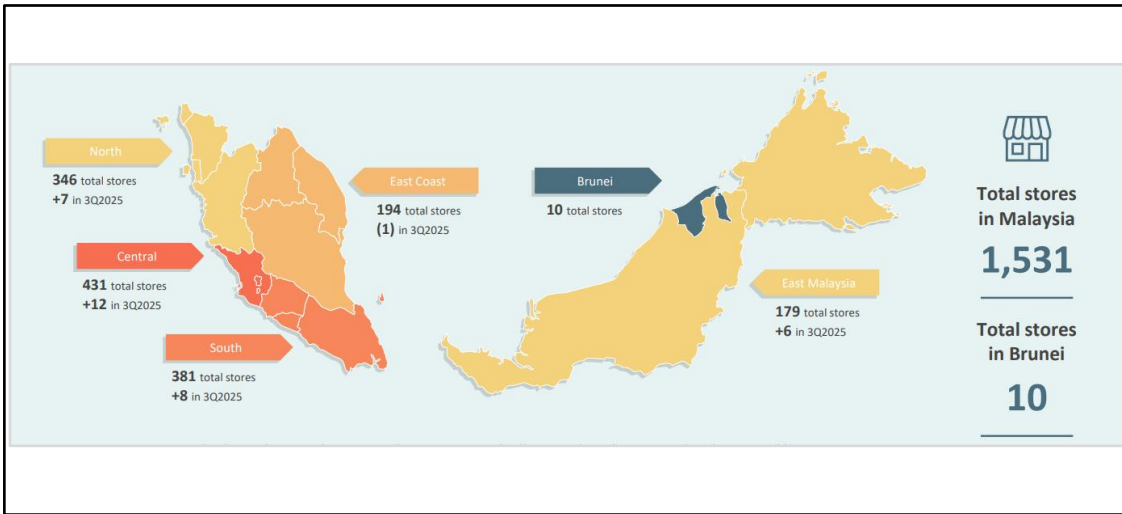 North
346 total stores
+7 in 3Q2025
East Coast
194 total stores
(1) in 3Q2025
Central
431 total stores
+12 in 3Q2025
South
381 total stores
+8 in 3Q2025
Brunei
10 total stores
East Malaysia
179 total stores
+6 in 3Q2025
Total stores
in Malaysia
1,531
Total stores
in Brunei
10